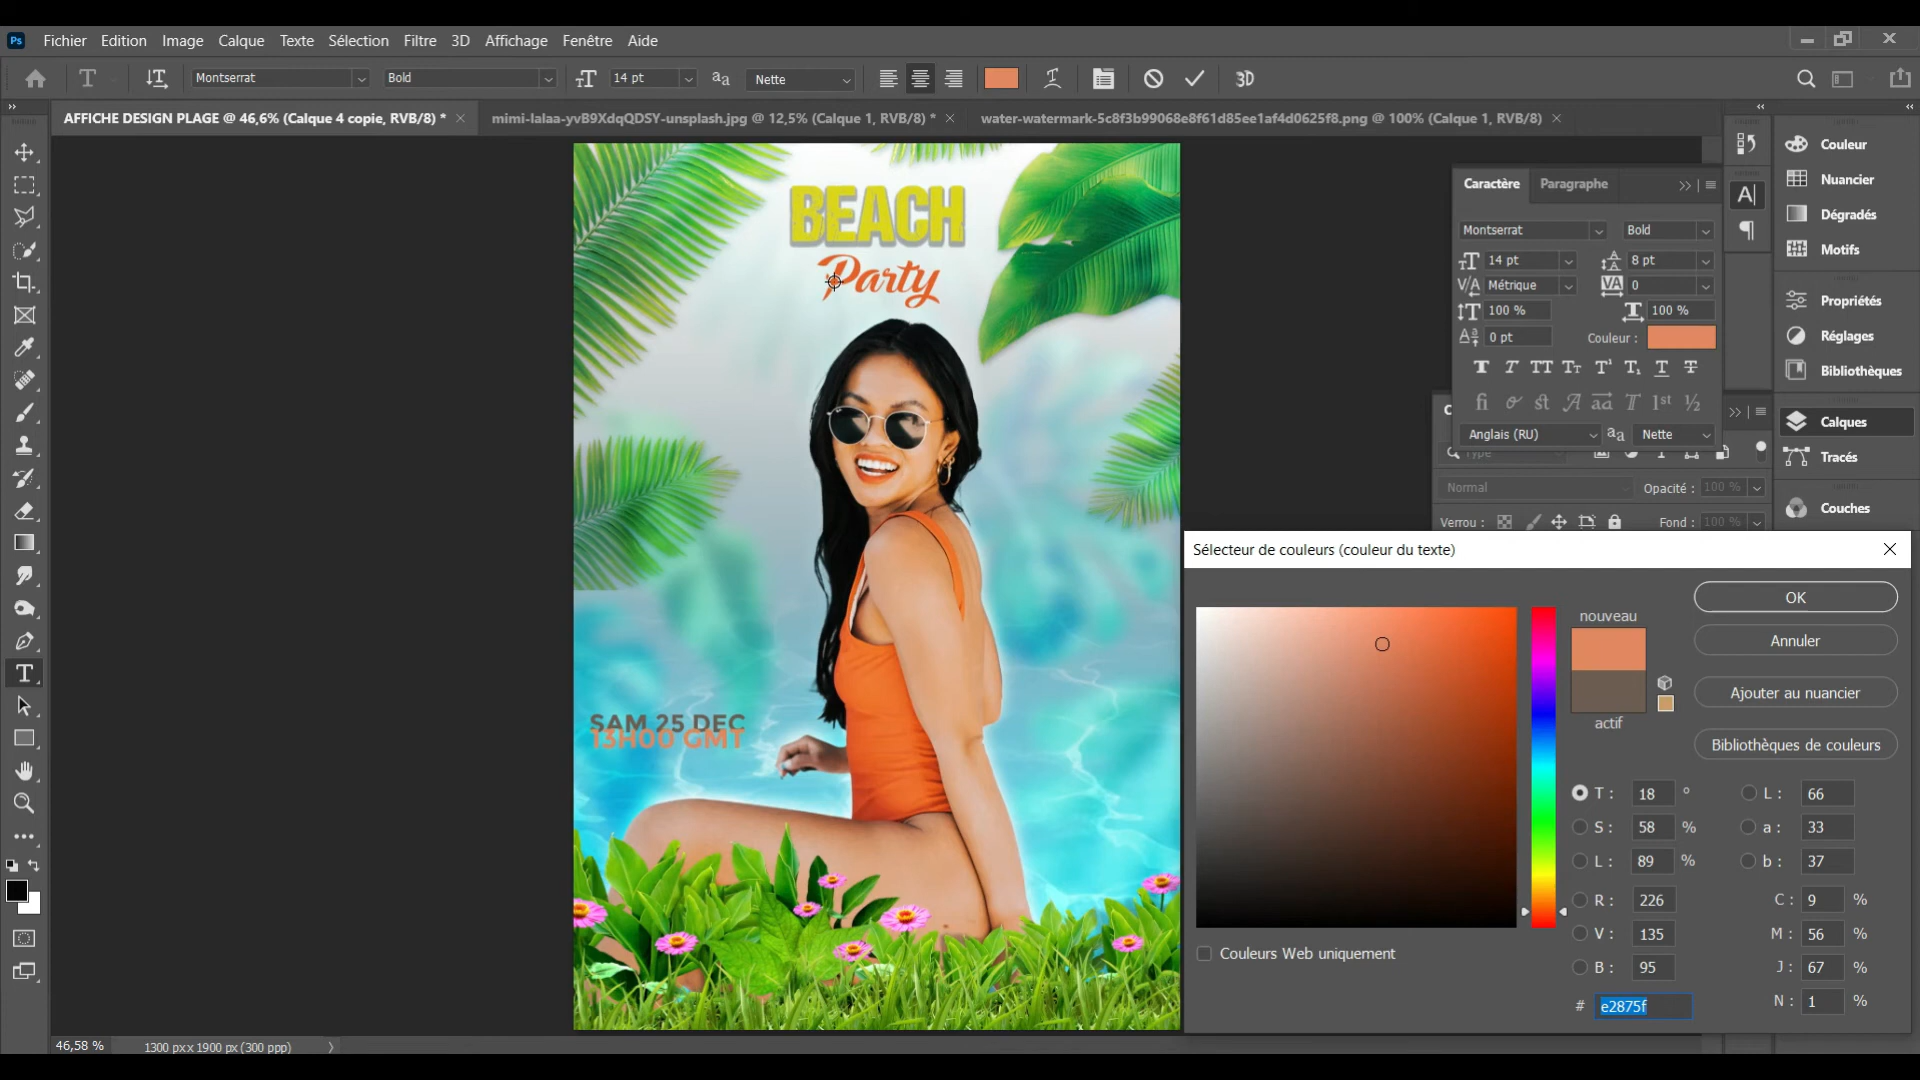 Ps Fichier Edition Image Calque Texte Sélection Filtre 3D Affichage Fenêtre Aide
Montserrat Bold 14 pt aa Nette 3D
AFFICHE DESIGN PLAGE @ 46,6% (Calque 4 copie, RVB/8) *
mimi-lalaa-yvB9XdqQDSY-unsplash.jpg @ 12,5% (Calque 1, RVB/8) *
water-watermark-5c8f3b99068e8f61d85ee1af4d0625f8.png @ 100% (Calque 1, RVB/8)
BEACH
Party
SAM 25 DEC
13H00 GMT
Caractère Paragraphe
Montserrat Bold
14 pt 8 pt
Métrique 0
100 % 100 %
0 pt Couleur :
Anglais (RU) aa Nette
Type
Normal Opacité : 100 %
Verrou : Fond : 100 %
Couleur
Nuancier
Dégradés
Motifs
Propriétés
Réglages
Bibliothèques
Calques
Tracés
Couches
Sélecteur de couleurs (couleur du texte)
nouveau
actif
OK
Annuler
Ajouter au nuancier
Bibliothèques de couleurs
T : 18 ° L : 66
S : 58 % a : 33
L : 89 % b : 37
R : 226 C : 9 %
V : 135 M : 56 %
B : 95 J : 67 %
# e2875f N : 1 %
Couleurs Web uniquement
46,58 % 1300 px x 1900 px (300 ppp)